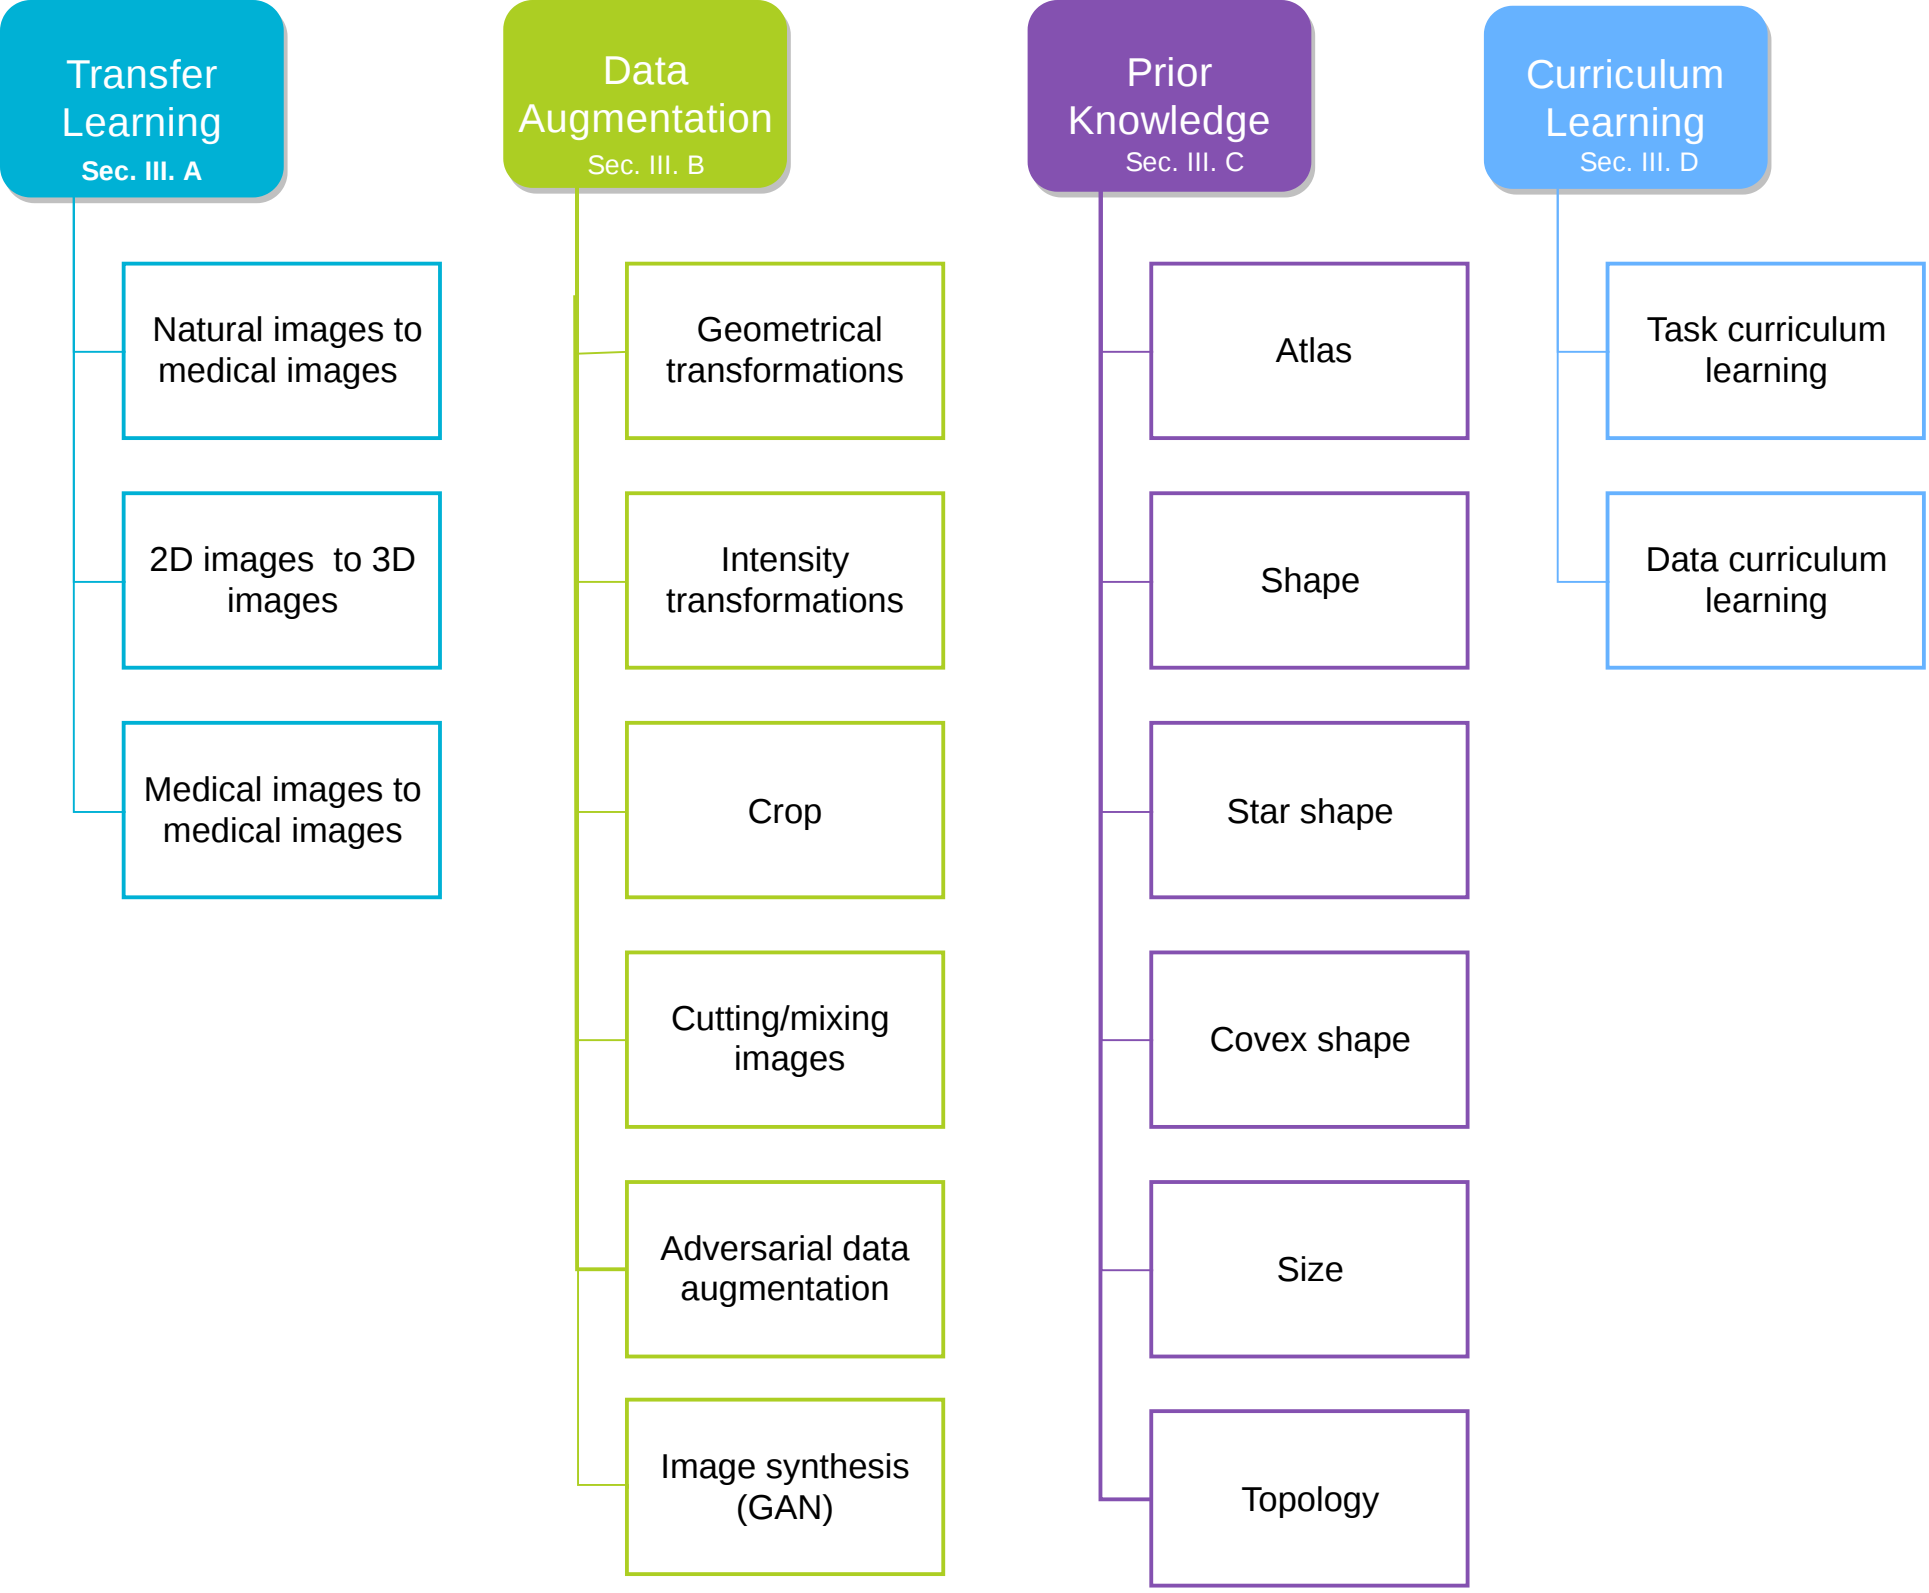 Transfer
Learning
Sec. III. A
Natural images to
medical images
2D images  to 3D
images
Medical images to
medical images
Data
Augmentation
Sec. III. B
Geometrical
transformations
Intensity
transformations
Crop
Cutting/mixing
images
Adversarial data
augmentation
Image synthesis
(GAN)
Prior
Knowledge
Sec. III. C
Atlas
Shape
Star shape
Covex shape
Size
Topology
Curriculum
Learning
Sec. III. D
Task curriculum
learning
Data curriculum
learning